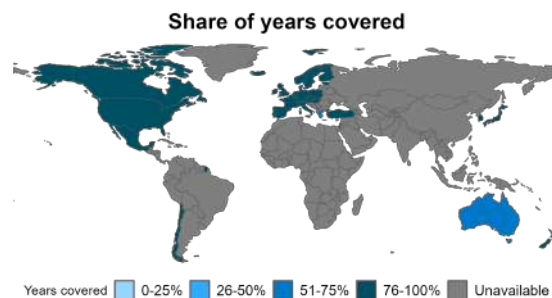 Share of years covered
Years covered 0-25% 26-50% 51-75% 76-100% Unavailable